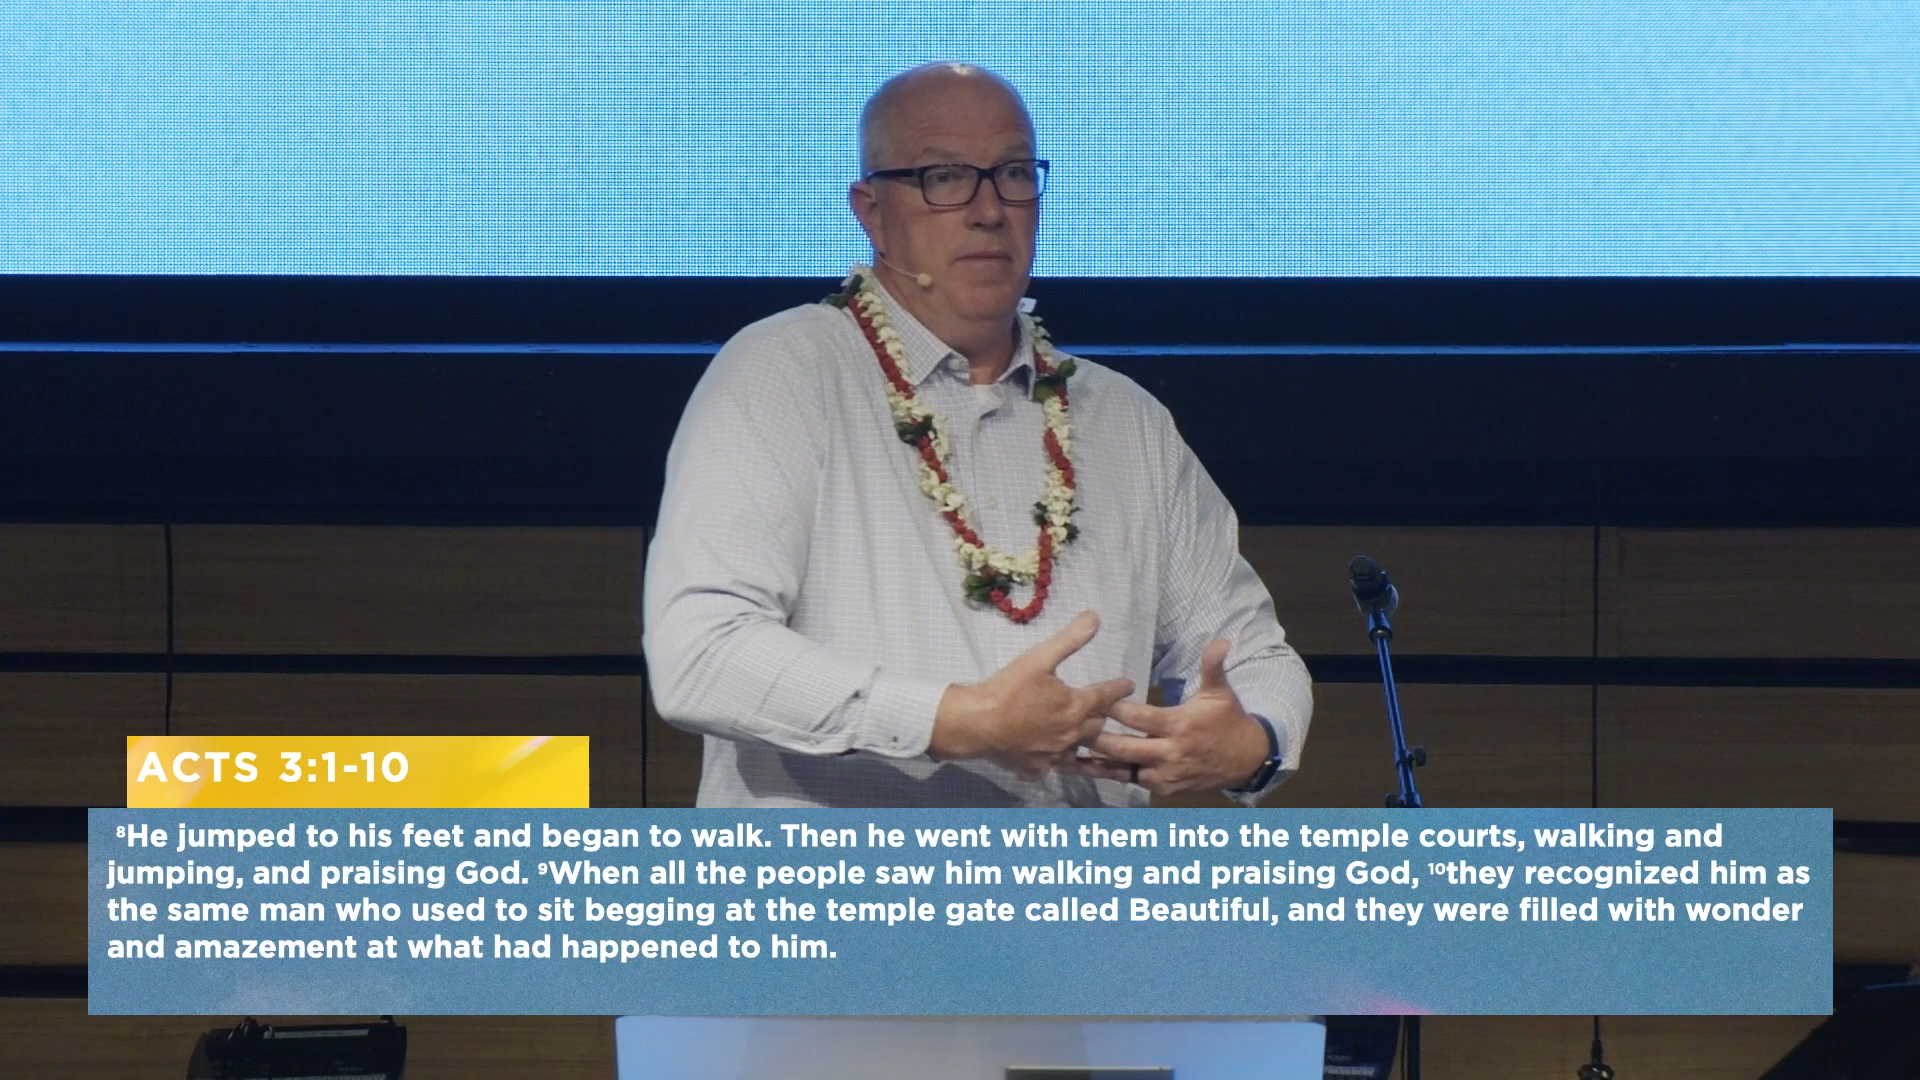 ACTS 3:1-10
⁸He jumped to his feet and began to walk. Then he went with them into the temple courts, walking and
jumping, and praising God. ⁹When all the people saw him walking and praising God, ¹⁰they recognized him as
the same man who used to sit begging at the temple gate called Beautiful, and they were filled with wonder
and amazement at what had happened to him.